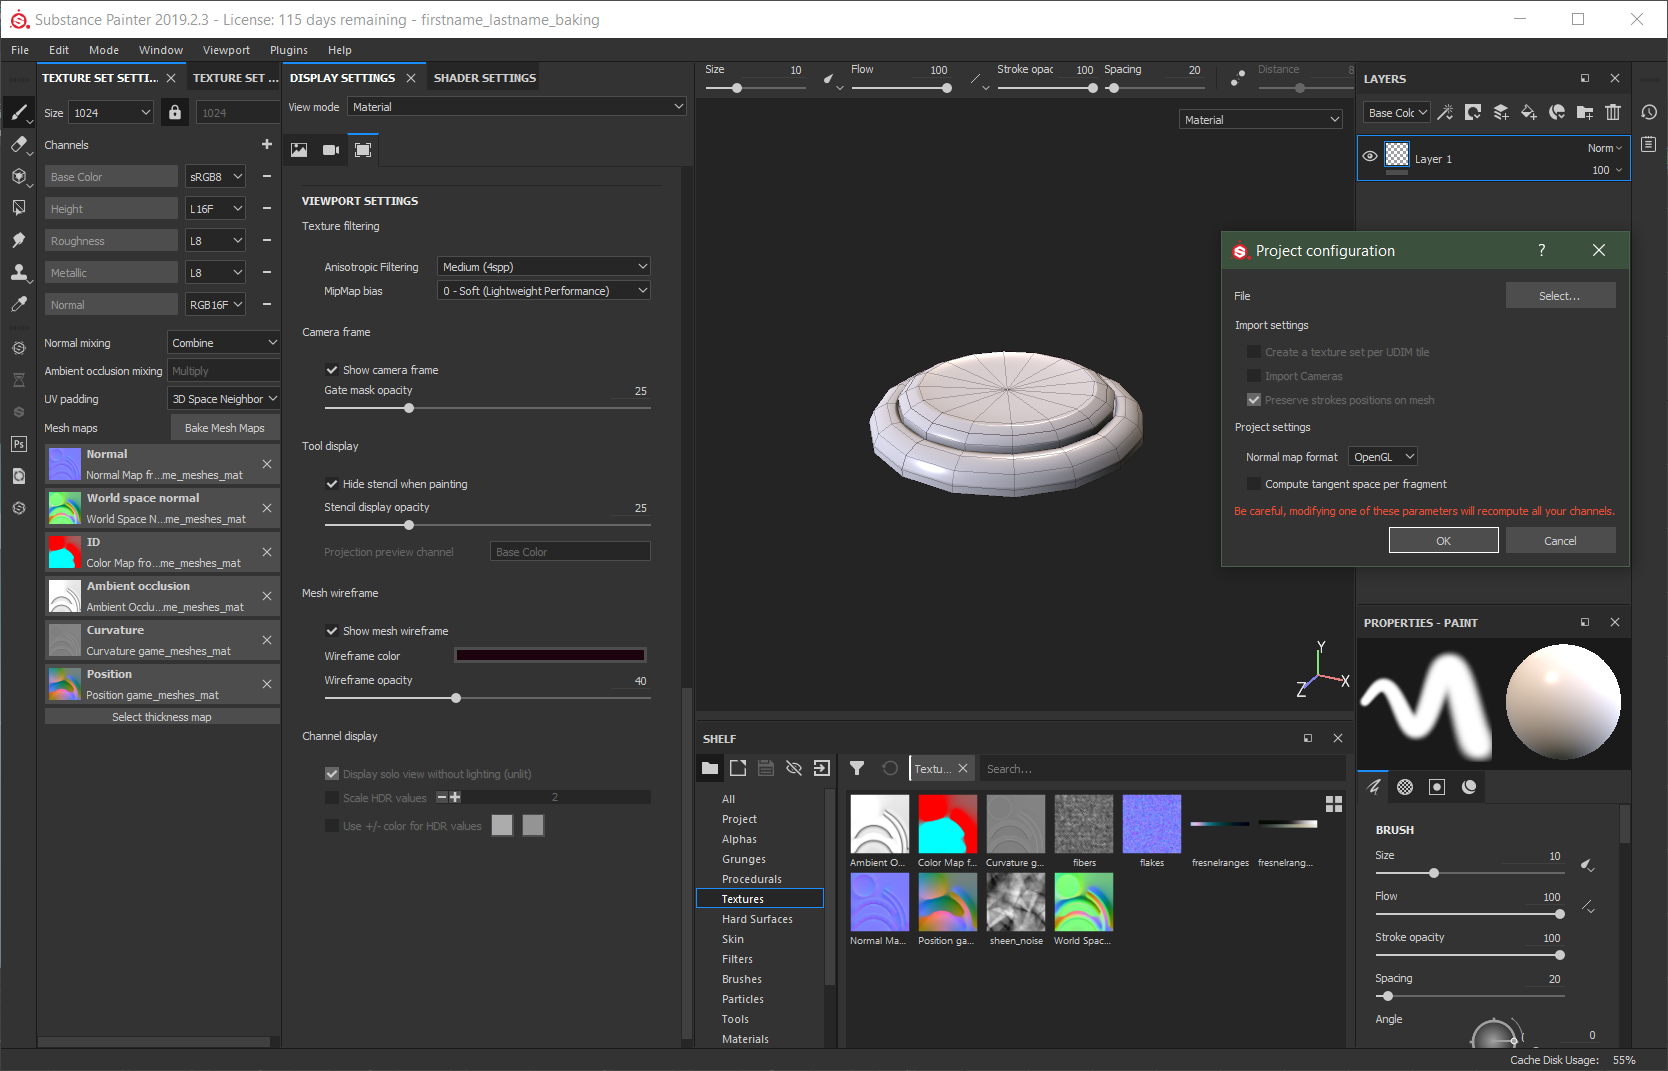 Substance Painter 2019.2.3 - License: 115 days remaining - firstname_lastname_baking
File Edit Mode Window Viewport Plugins Help
TEXTURE SET SETTI...
TEXTURE SET ...
Size 1024 1024
Channels
Base Color sRGB8
Height L16F
Roughness L8
Metallic L8
Normal RGB16F
Normal mixing Combine
Ambient occlusion mixing Multiply
UV padding 3D Space Neighbor
Mesh maps Bake Mesh Maps
Normal
Normal Map fr...me_meshes_mat
World space normal
World Space N...me_meshes_mat
ID
Color Map fro...me_meshes_mat
Ambient occlusion
Ambient Occlu...me_meshes_mat
Curvature
Curvature game_meshes_mat
Position
Position game_meshes_mat
Select thickness map
Ps
DISPLAY SETTINGS
SHADER SETTINGS
View mode Material
VIEWPORT SETTINGS
Texture filtering
Anisotropic Filtering Medium (4spp)
MipMap bias 0 - Soft (Lightweight Performance)
Camera frame
Show camera frame
Gate mask opacity 25
Tool display
Hide stencil when painting
Stencil display opacity 25
Projection preview channel Base Color
Mesh wireframe
Show mesh wireframe
Wireframe color
Wireframe opacity 40
Channel display
Display solo view without lighting (unlit)
Scale HDR values 2
Use +/- color for HDR values
Size 10 Flow 100 Stroke opac 100 Spacing 20 Distance 8
Material
Y
X
Z
SHELF
Textu...
Search...
All
Project
Alphas
Grunges
Procedurals
Textures
Hard Surfaces
Skin
Filters
Brushes
Particles
Tools
Materials
Ambient O... Color Map f... Curvature g... fibers flakes fresnelranges fresnelrang...
Normal Ma... Position ga... sheen_noise World Spac...
LAYERS
Base Colc
Layer 1
Norm
100
Project configuration ?
File Select...
Import settings
Create a texture set per UDIM tile
Import Cameras
Preserve strokes positions on mesh
Project settings
Normal map format OpenGL
Compute tangent space per fragment
Be careful, modifying one of these parameters will recompute all your channels.
OK Cancel
PROPERTIES - PAINT
BRUSH
Size 10
Flow 100
Stroke opacity 100
Spacing 20
Angle 0
Cache Disk Usage: 55%